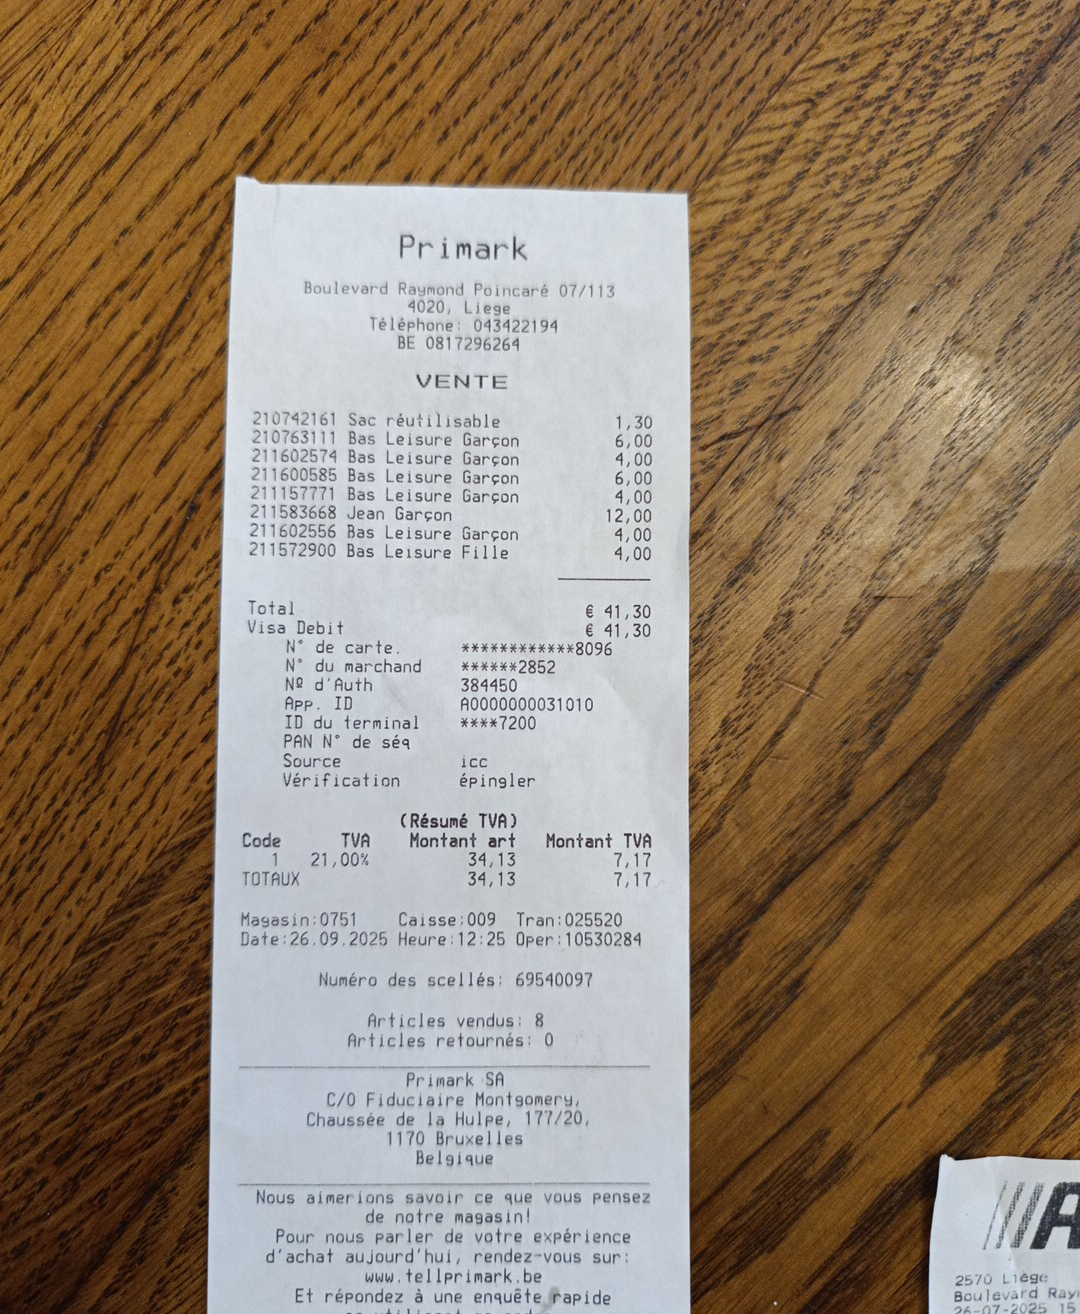 Primark
Boulevard Raymond Poincaré 07/113
4020, Liege
Téléphone: 043422194
BE 0817296264
VENTE
210742161 Sac réutilisable 1,30
210763111 Bas Leisure Garçon 6,00
211602574 Bas Leisure Garçon 4,00
211600585 Bas Leisure Garçon 6,00
211157771 Bas Leisure Garçon 4,00
211583668 Jean Garçon 12,00
211602556 Bas Leisure Garçon 4,00
211572900 Bas Leisure Fille 4,00
Total € 41,30
Visa Debit € 41,30
N° de carte. ************8096
N° du marchand ******2852
Nº d'Auth 384450
App. ID A0000000031010
ID du terminal ****7200
PAN N° de séq
Source icc
Vérification épingler
(Résumé TVA)
Code TVA Montant art Montant TVA
1 21,00% 34,13 7,17
TOTAUX 34,13 7,17
Magasin:0751 Caisse:009 Tran:025520
Date:26.09.2025 Heure:12:25 Oper:10530284
Numéro des scellés: 69540097
Articles vendus: 8
Articles retournés: 0
Primark SA
C/O Fiduciaire Montgomery,
Chaussée de la Hulpe, 177/20,
1170 Bruxelles
Belgique
Nous aimerions savoir ce que vous pensez
de notre magasin!
Pour nous parler de votre expérience
d'achat aujourd'hui, rendez-vous sur:
www.tellprimark.be
Et répondez à une enquête rapide
2570 Liège
Boulevard Ray
26-07-2025